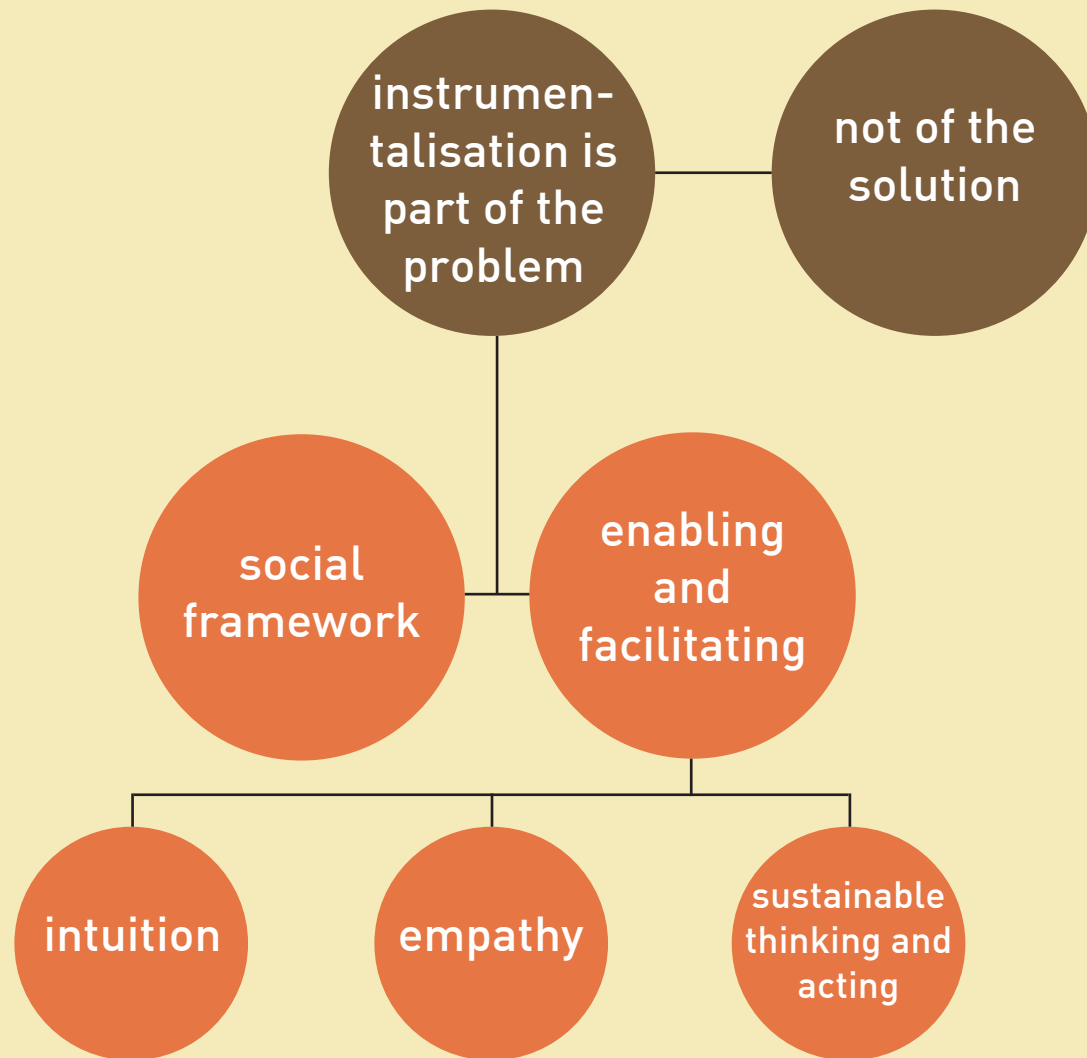 instrumen-
talisation is
part of the
problem
not of the
solution
social
framework
enabling
and
facilitating
intuition
empathy
sustainable
thinking and
acting